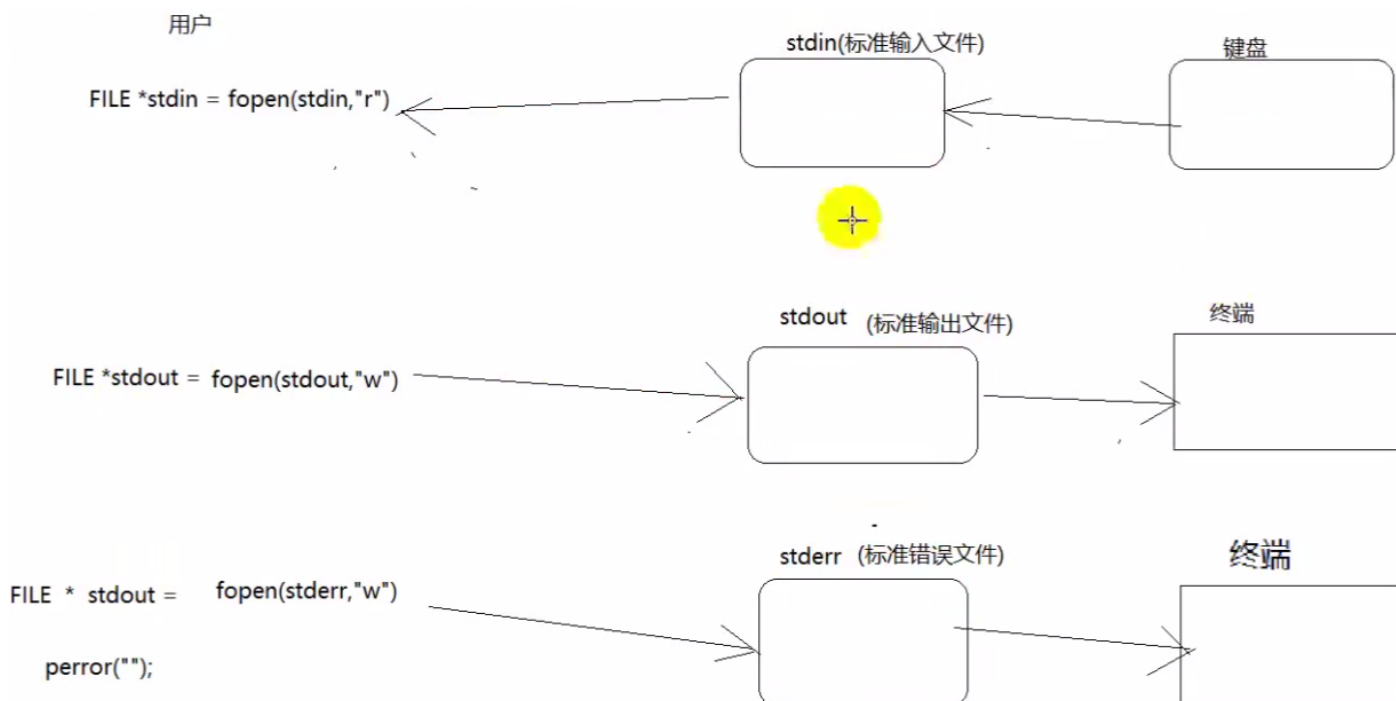 用户
stdin(标准输入文件)
键盘
FILE *stdin = fopen(stdin,"r")
stdout (标准输出文件)
终端
FILE *stdout = fopen(stdout,"w")
stderr (标准错误文件)
终端
FILE * stdout = fopen(stderr,"w")
perror("");